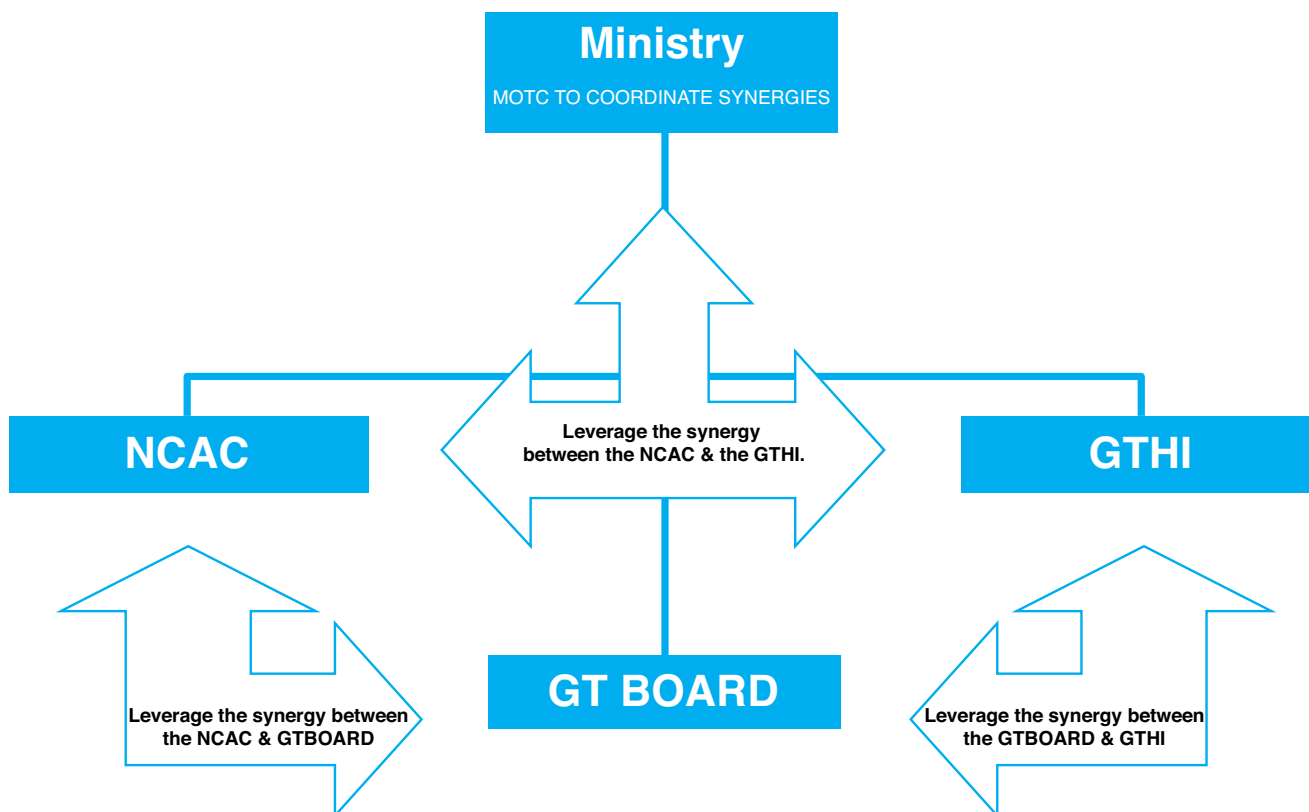 Ministry
MOTC TO COORDINATE SYNERGIES
Leverage the synergy
between the NCAC & the GTHI.
NCAC
GTHI
GT BOARD
Leverage the synergy between
the NCAC & GTBOARD
Leverage the synergy between
the GTBOARD & GTHI